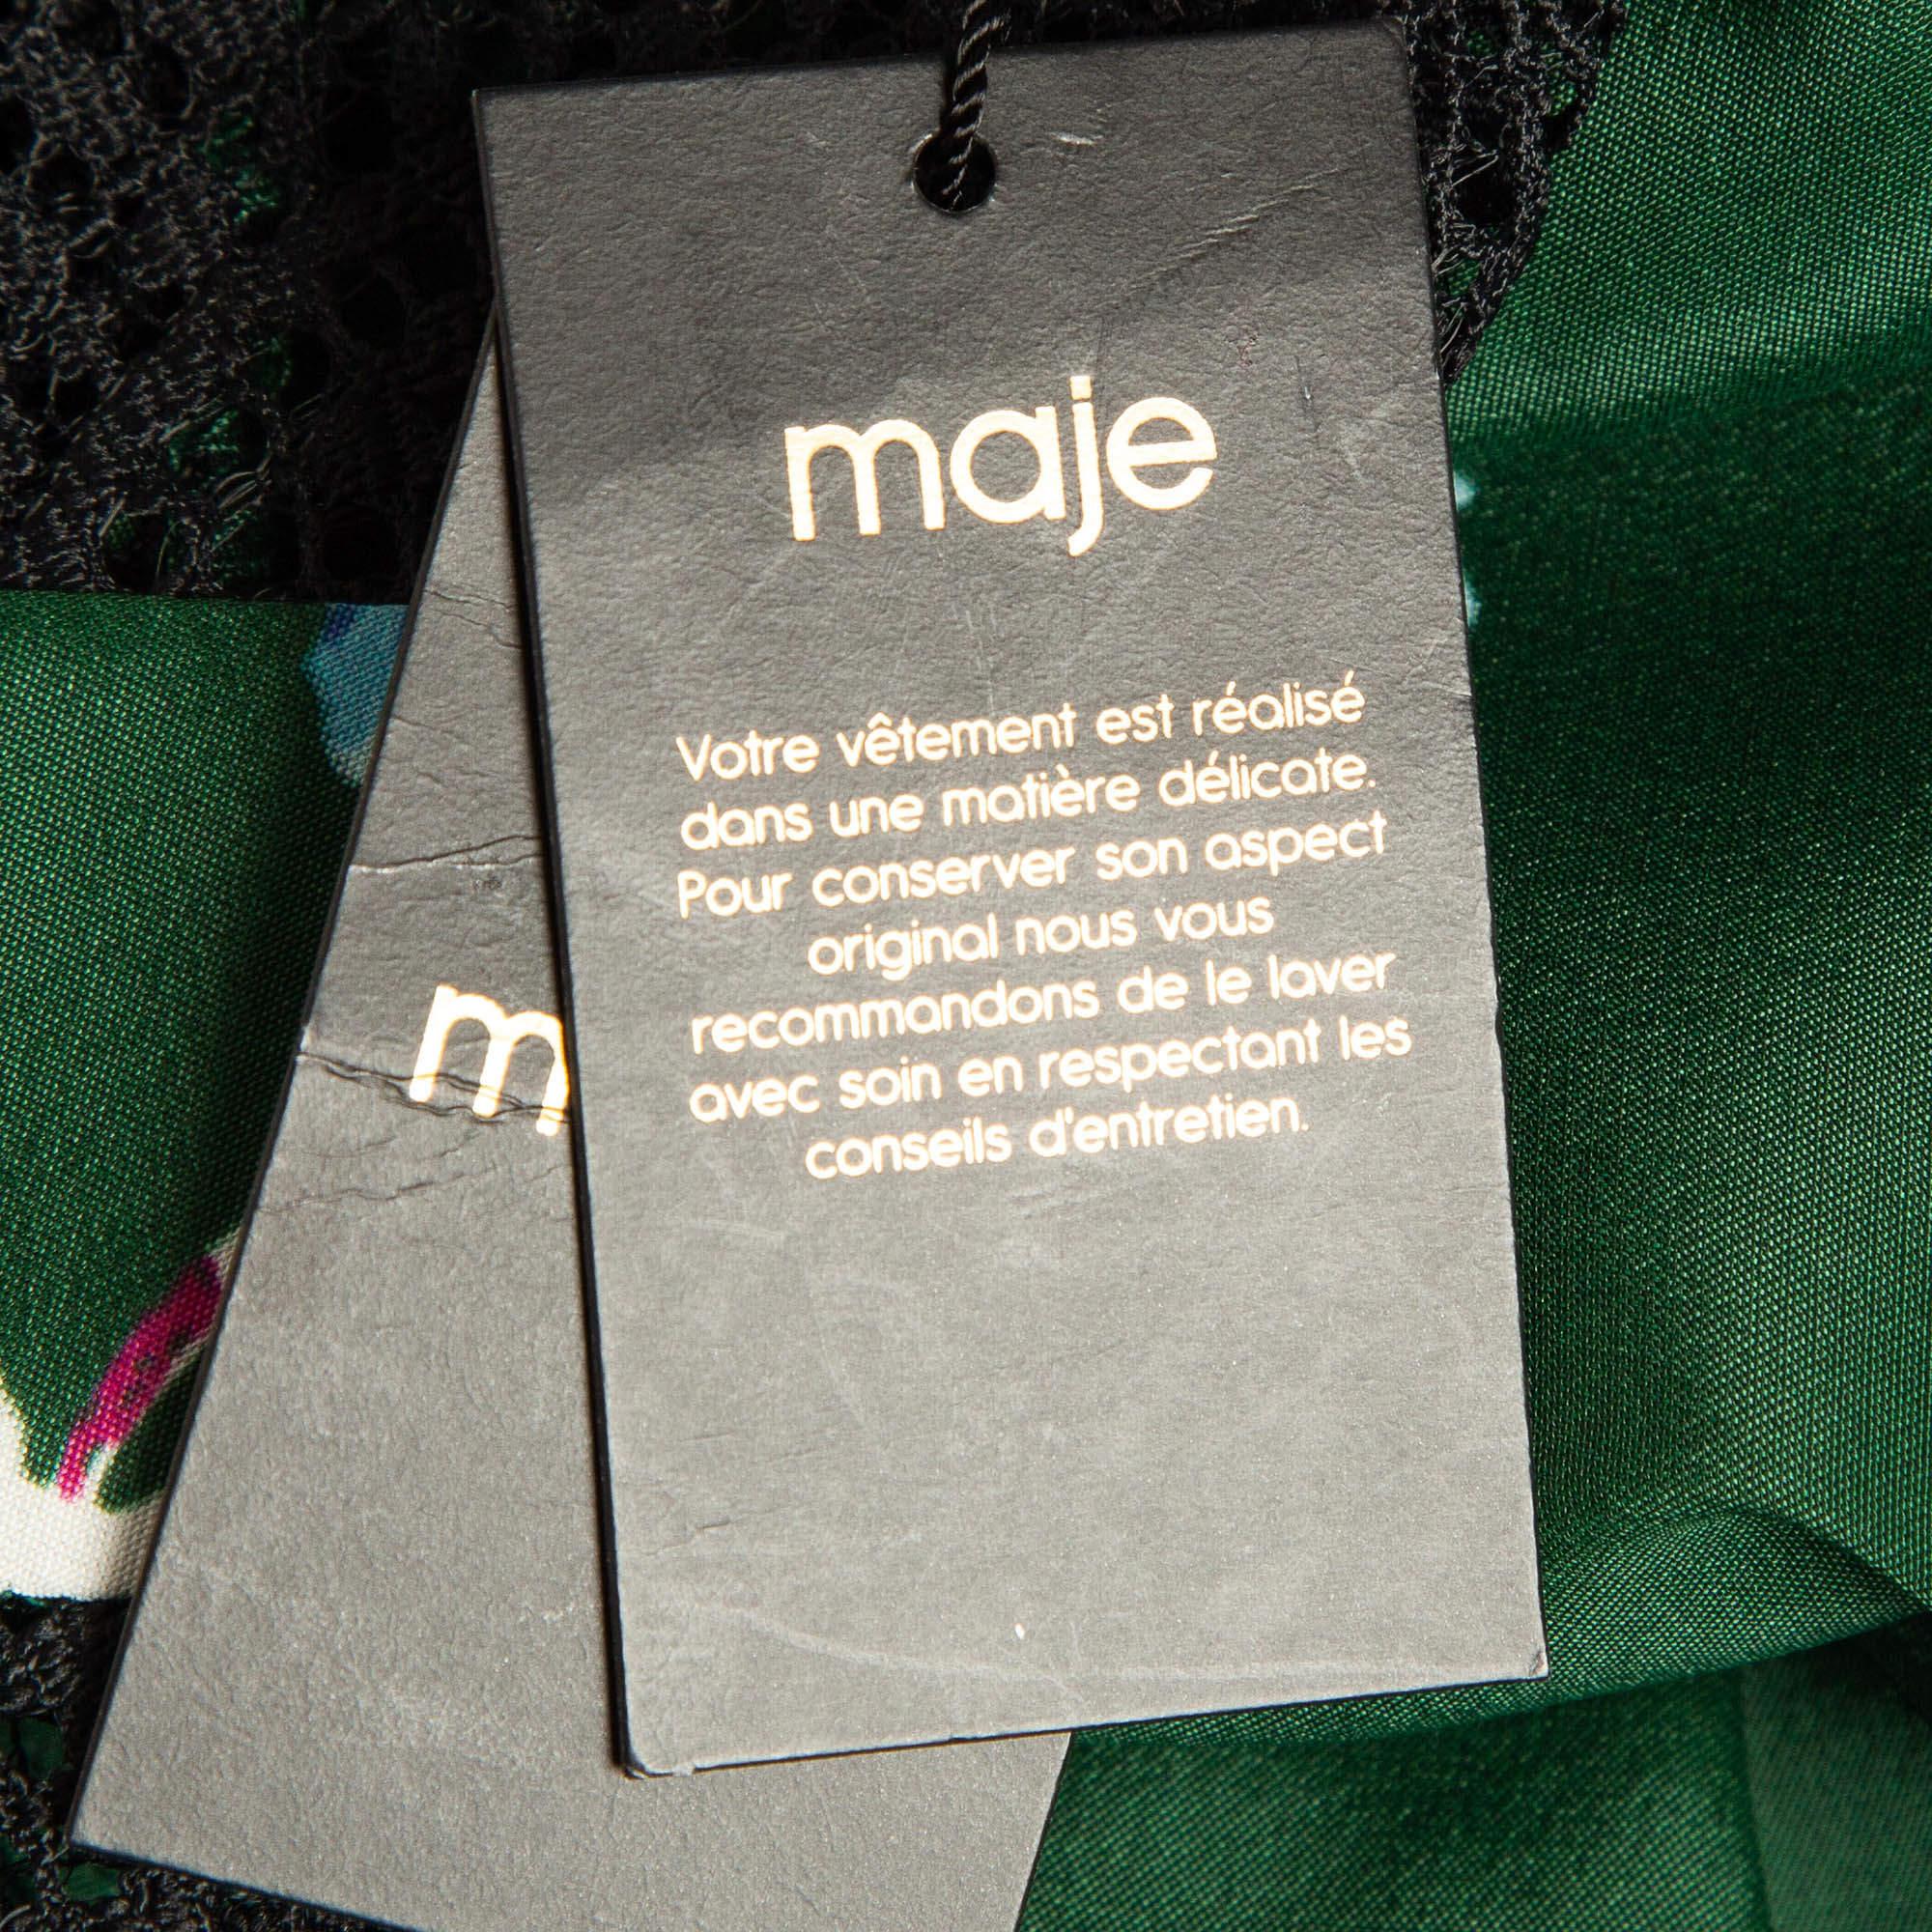 maje
Votre vêtement est réalisé
dans une matière délicate.
Pour conserver son aspect
original nous vous
recommandons de le laver
avec soin en respectant les
conseils d'entretien.
m